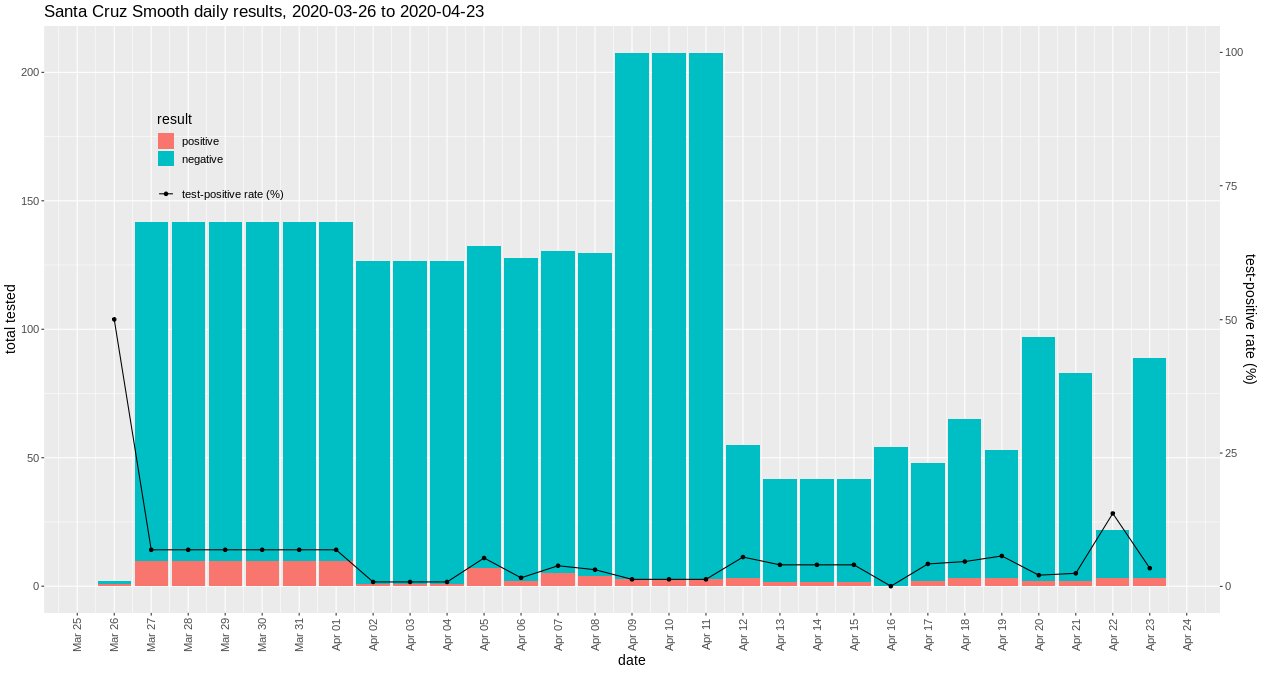 Santa Cruz Smooth daily results, 2020-03-26 to 2020-04-23
result
positive
negative
test-positive rate (%)
total tested
200
150
100
50
0
test-positive rate (%)
100
75
50
25
0
Mar 25
Mar 26
Mar 27
Mar 28
Mar 29
Mar 30
Mar 31
Apr 01
Apr 02
Apr 03
Apr 04
Apr 05
Apr 06
Apr 07
Apr 08
Apr 09
Apr 10
Apr 11
Apr 12
Apr 13
Apr 14
Apr 15
Apr 16
Apr 17
Apr 18
Apr 19
Apr 20
Apr 21
Apr 22
Apr 23
Apr 24
date